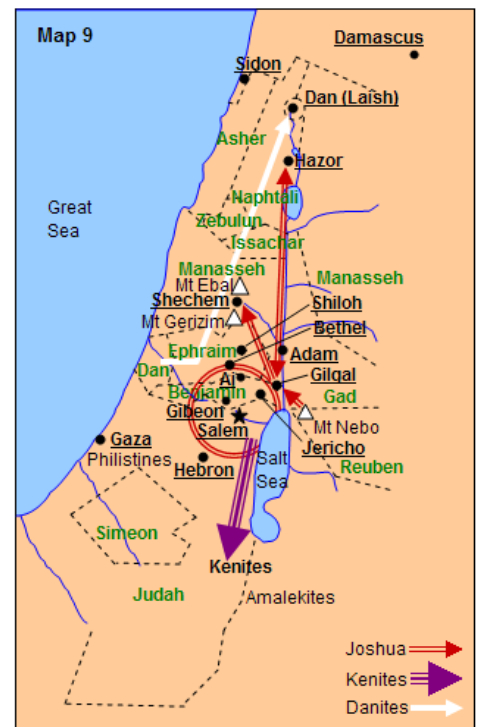 Map 9
Damascus
Sidon
Dan (Laish)
Asher
Hazor
Naphtali
Great
Sea
Zebulun
Issachar
Manasseh
Manasseh
Mt Ebal
Shechem
Shiloh
Mt Gerizim
Bethel
Ephraim
Adam
Dan
Ai
Gilgal
Benjamin
Gad
Gibeon
Mt Nebo
Salem
Jericho
Gaza
Philistines
Hebron
Salt
Sea
Reuben
Simeon
Kenites
Judah
Amalekites
Joshua
Kenites
Danites